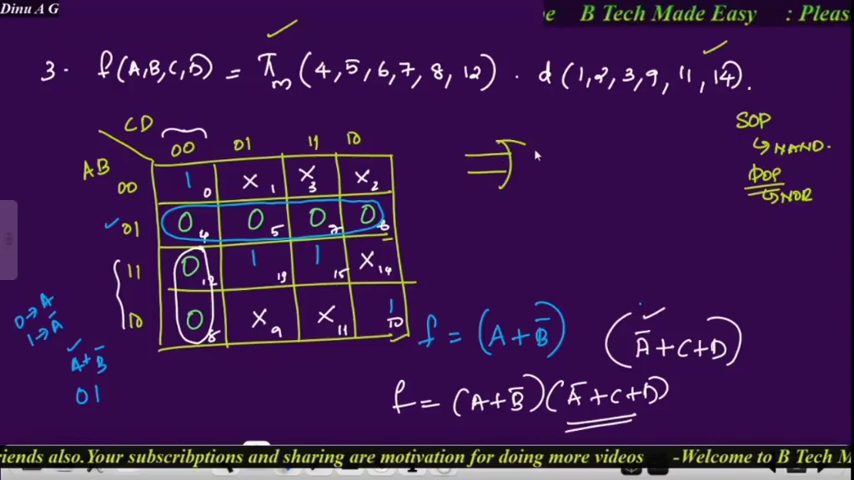 Dinu A G
e B Tech Made Easy : Pleas
3. f(A,B,C,D) = πm (4,5,6,7,8,12) . d(1,2,3,9,11,14).
SOP
↳ NAND.
POP
↳ NOR
CD
AB
00 01 11 10
00 1 0 X 1 X 3 X 2
01 0 4 0 5 0 7 0 6
11 0 12 1 13 1 15 X 14
10 0 8 X 9 X 11 1 10
0→A
1→A̅
A+B̅
01
f = (A+B̅) (A̅+C+D)
f = (A+B̅)(A̅+C+D)
riends also.Your subscribptions and sharing are motivation for doing more videos -Welcome to B Tech M